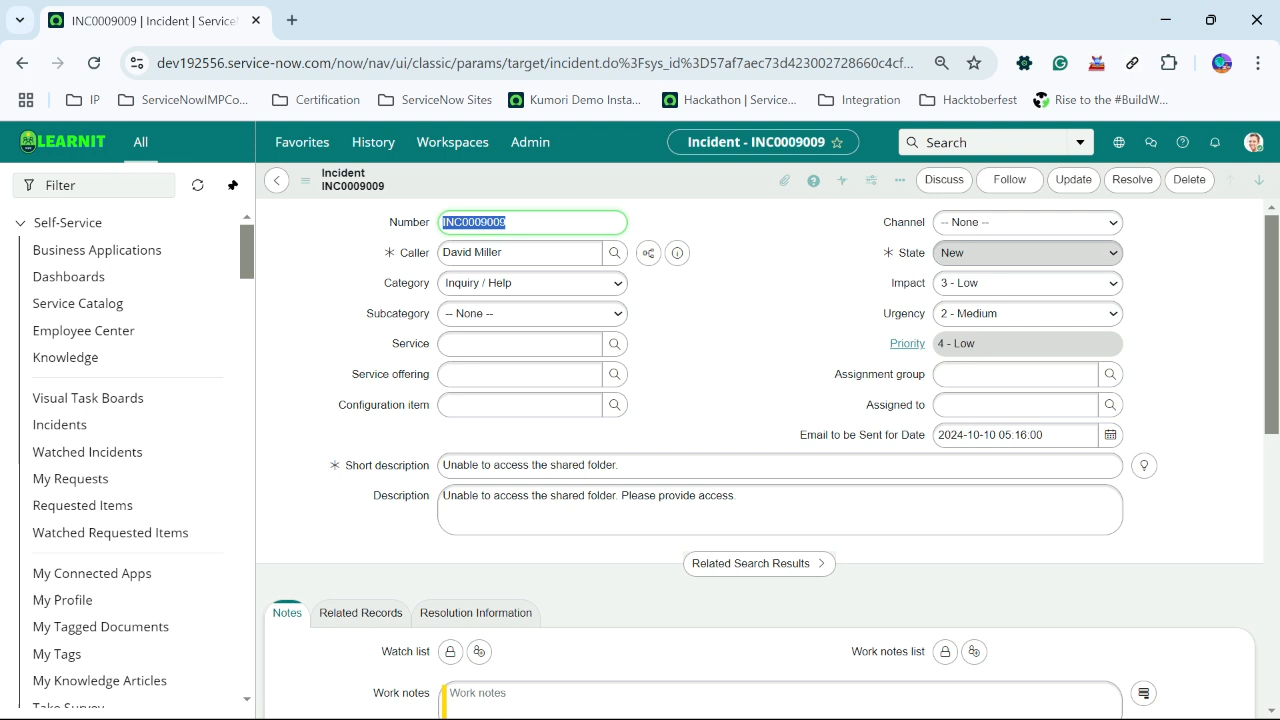 INC0009009 | Incident | Service
dev192556.service-now.com/now/nav/ui/classic/params/target/incident.do%3Fsys_id%3D57af7aec73d423002728660c4cf...
IP
ServiceNowIMPCo...
Certification
ServiceNow Sites
Kumori Demo Insta...
Hackathon | Service...
Integration
Hacktoberfest
Rise to the #BuildW...
LEARNIT
All
Favorites
History
Workspaces
Admin
Incident - INC0009009
Search
Filter
Incident
INC0009009
Discuss
Follow
Update
Resolve
Delete
Self-Service
Business Applications
Dashboards
Service Catalog
Employee Center
Knowledge
Visual Task Boards
Incidents
Watched Incidents
My Requests
Requested Items
Watched Requested Items
My Connected Apps
My Profile
My Tagged Documents
My Tags
My Knowledge Articles
Take Survey
Number INC0009009
Channel -- None --
Caller David Miller
State New
Category Inquiry / Help
Impact 3 - Low
Subcategory -- None --
Urgency 2 - Medium
Service
Priority 4 - Low
Service offering
Assignment group
Configuration item
Assigned to
Email to be Sent for Date 2024-10-10 05:16:00
Short description Unable to access the shared folder.
Description Unable to access the shared folder. Please provide access.
Related Search Results
Notes
Related Records
Resolution Information
Watch list
Work notes list
Work notes Work notes